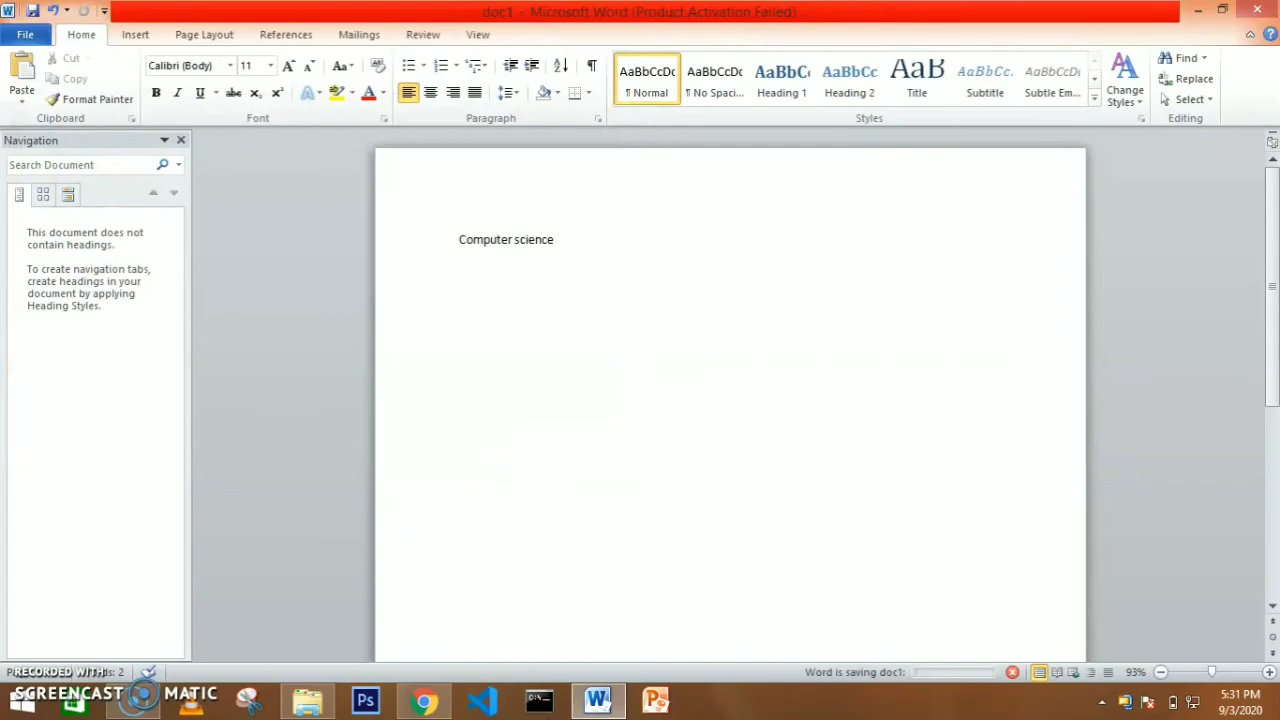 doc1 - Microsoft Word (Product Activation Failed)
File Home Insert Page Layout References Mailings Review View
Paste
Cut
Copy
Format Painter
Clipboard
Calibri (Body) 11
Font
Paragraph
AaBbCcDc AaBbCcDc AaBbC AaBbCc AaB AaBbCc. AaBbCcDc
¶ Normal ¶ No Spaci... Heading 1 Heading 2 Title Subtitle Subtle Em...
Styles
Change Styles
Find
Replace
Select
Editing
Navigation
Search Document
This document does not
contain headings.
To create navigation tabs,
create headings in your
document by applying
Heading Styles.
Computer science
Word is saving doc1:
93%
RECORDED WITH
SCREENCAST MATIC
5:31 PM
9/3/2020